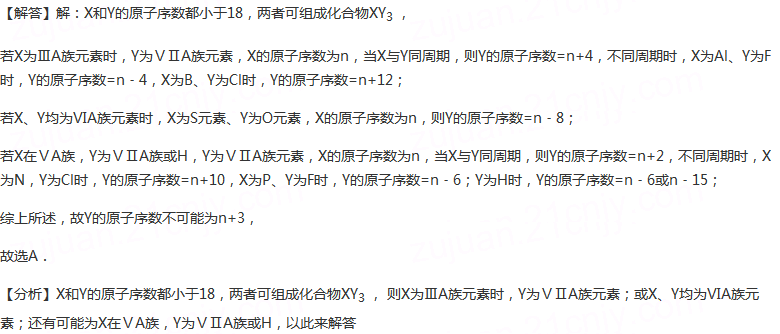 【解答】解：X和Y的原子序数都小于18，两者可组成化合物XY₃ ，
若X为ⅢA族元素时，Y为ⅤⅡA族元素，X的原子序数为n，当X与Y同周期，则Y的原子序数=n+4，不同周期时，X为Al、Y为F
时，Y的原子序数=n﹣4，X为B、Y为Cl时，Y的原子序数=n+12；
若X、Y均为VIA族元素时，X为S元素、Y为O元素，X的原子序数为n，则Y的原子序数=n﹣8；
若X在ⅤA族，Y为ⅤⅡA族或H，Y为ⅤⅡA族元素，X的原子序数为n，当X与Y同周期，则Y的原子序数=n+2，不同周期时，X
为N，Y为Cl时，Y的原子序数=n+10，X为P、Y为F时，Y的原子序数=n﹣6；Y为H时，Y的原子序数=n﹣6或n﹣15；
综上所述，故Y的原子序数不可能为n+3，
故选A．
【分析】X和Y的原子序数都小于18，两者可组成化合物XY₃ ， 则X为ⅢA族元素时，Y为ⅤⅡA族元素；或X、Y均为VIA族元
素；还有可能为X在ⅤA族，Y为ⅤⅡA族或H，以此来解答